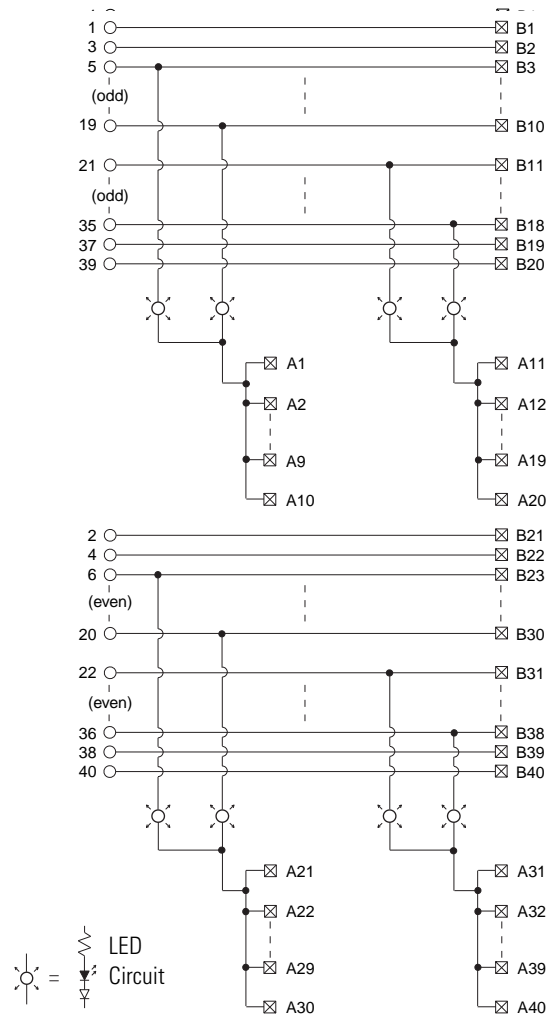 1 B1
3 B2
5 B3
(odd)
19 B10
21 B11
(odd)
35 B18
37 B19
39 B20
A1 A11
A2 A12
A9 A19
A10 A20
2 B21
4 B22
6 B23
(even)
20 B30
22 B31
(even)
36 B38
38 B39
40 B40
A21 A31
A22 A32
A29 A39
A30 A40
= LED
Circuit